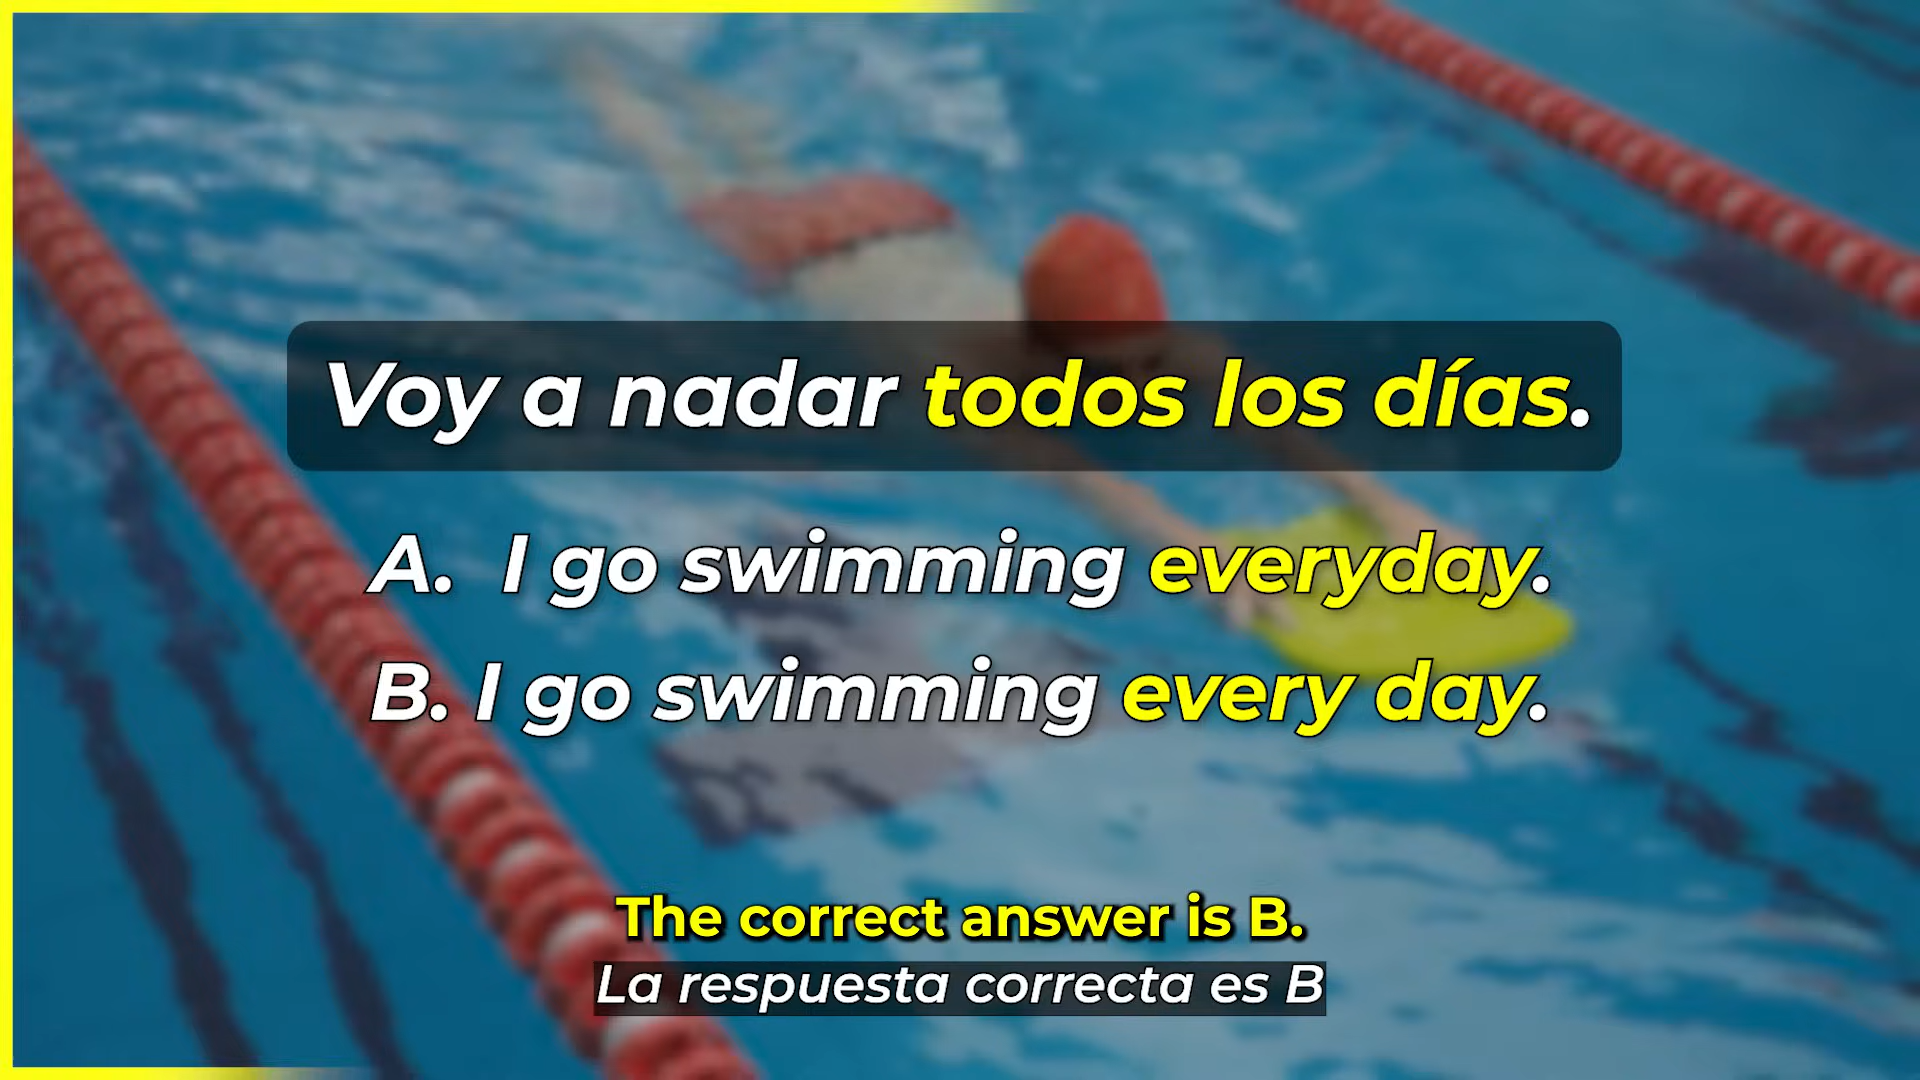 Voy a nadar todos los días.
A. I go swimming everyday.
B. I go swimming every day.
The correct answer is B.
La respuesta correcta es B